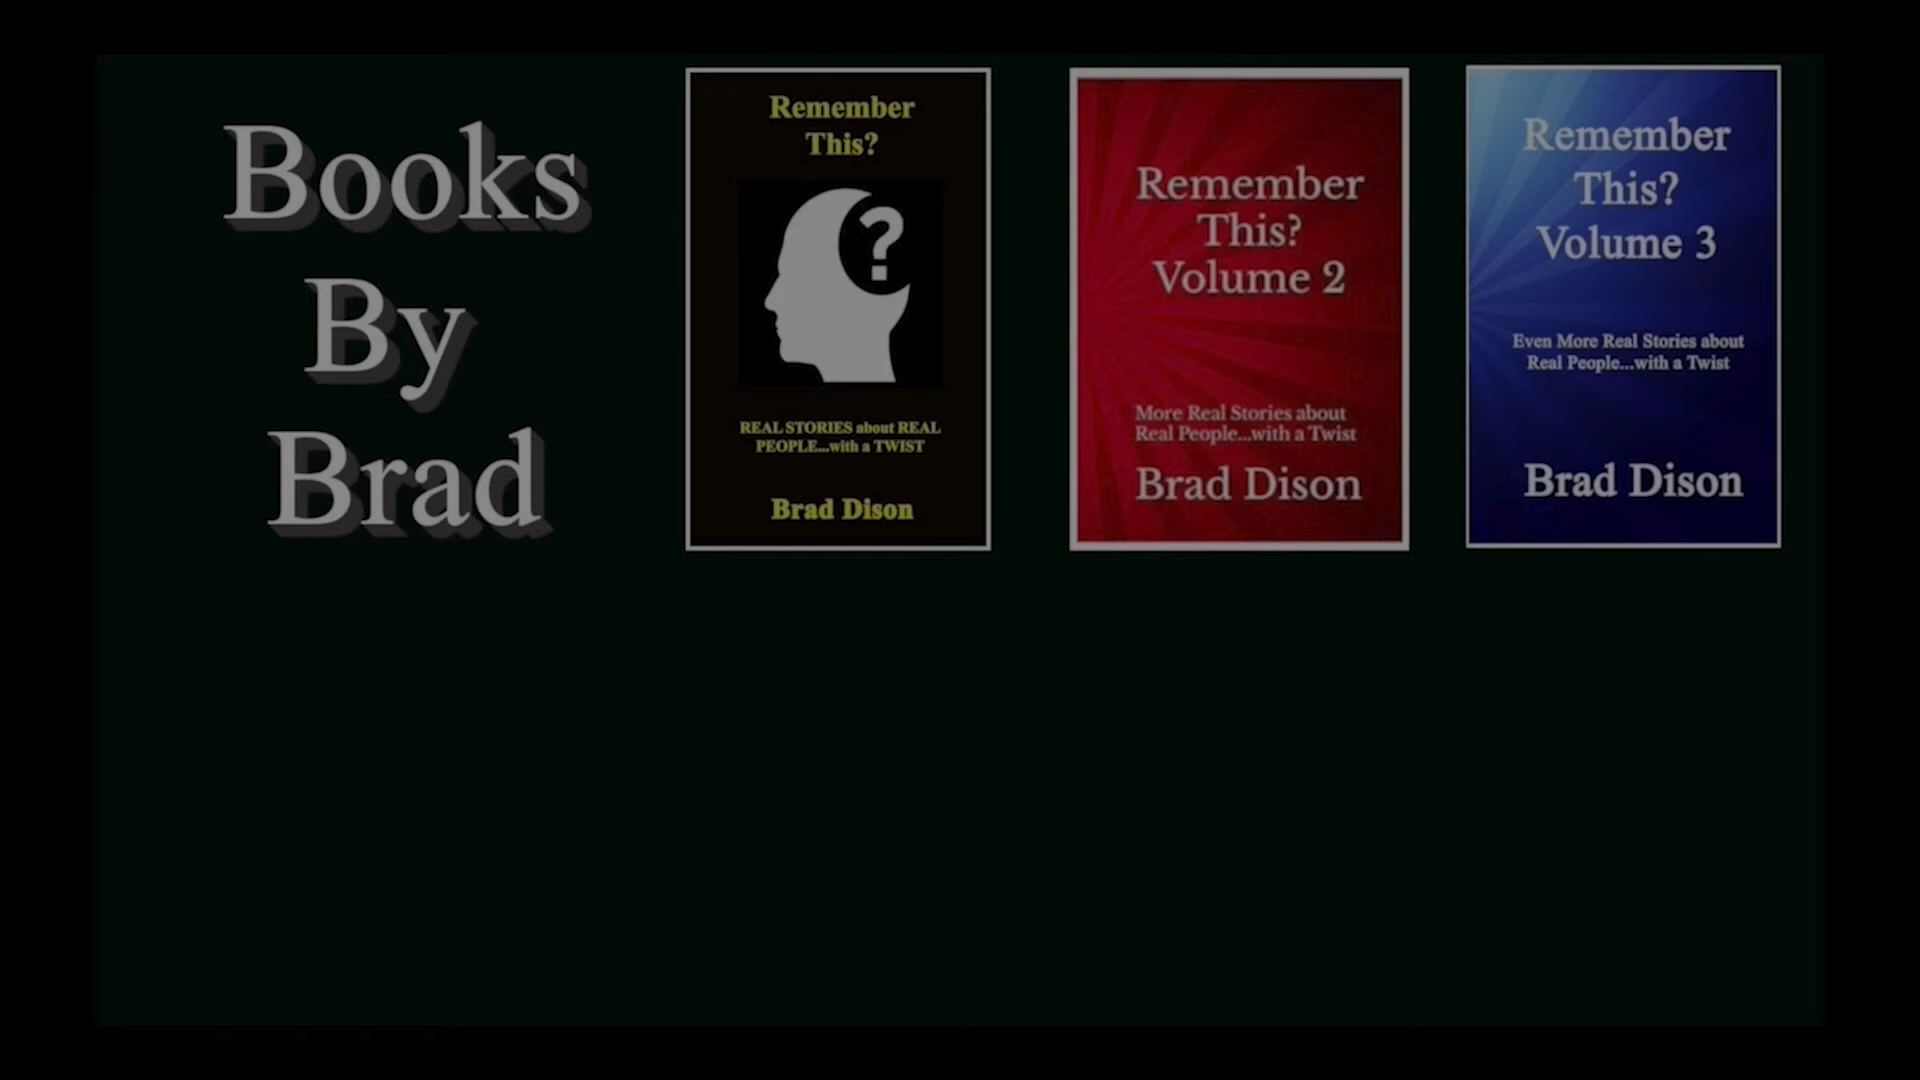 Books
By
Brad
Remember
This?
?
REAL STORIES about REAL
PEOPLE...with a TWIST
Brad Dison
Remember
This?
Volume 2
More Real Stories about
Real People...with a Twist
Brad Dison
Remember
This?
Volume 3
Even More Real Stories about
Real People...with a Twist
Brad Dison